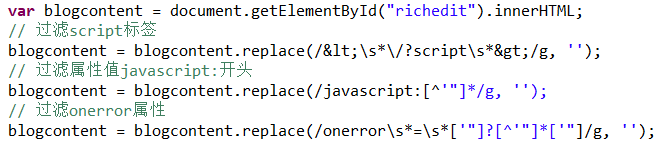 var blogcontent = document.getElementById("richedit").innerHTML;
// 过滤script标签
blogcontent = blogcontent.replace(/&lt;\s*\/?script\s*&gt;/g, '');
// 过滤属性值javascript:开头
blogcontent = blogcontent.replace(/javascript:[^'"]*/g, '');
// 过滤onerror属性
blogcontent = blogcontent.replace(/onerror\s*=\s*['"]?[^'"]*['"]/g, '');